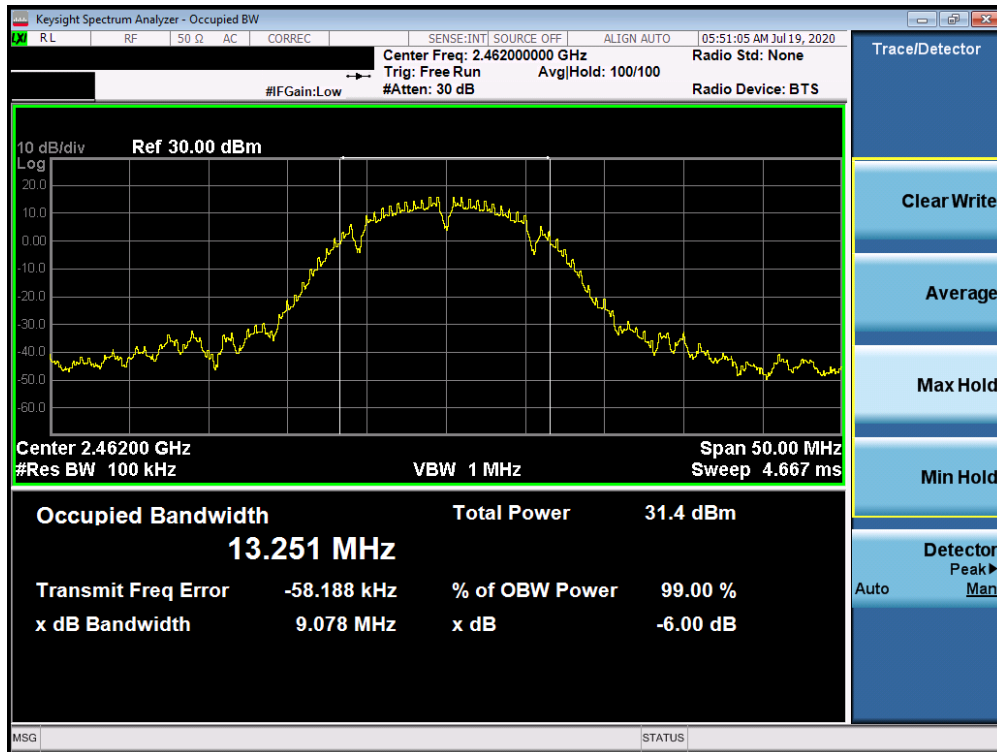 Keysight Spectrum Analyzer - Occupied BW
LXI RL RF 50 Ω AC CORREC SENSE:INT SOURCE OFF ALIGN AUTO 05:51:05 AM Jul 19, 2020
Center Freq: 2.462000000 GHz Radio Std: None
Trig: Free Run Avg|Hold: 100/100
#IFGain:Low #Atten: 30 dB Radio Device: BTS
10 dB/div Ref 30.00 dBm
Log
20.0
10.0
0.00
-10.0
-20.0
-30.0
-40.0
-50.0
-60.0
Center 2.46200 GHz Span 50.00 MHz
#Res BW 100 kHz VBW 1 MHz Sweep 4.667 ms
Occupied Bandwidth Total Power 31.4 dBm
13.251 MHz
Transmit Freq Error -58.188 kHz % of OBW Power 99.00 %
x dB Bandwidth 9.078 MHz x dB -6.00 dB
MSG STATUS
Trace/Detector
Clear Write
Average
Max Hold
Min Hold
Detector
Peak▶
Auto Man